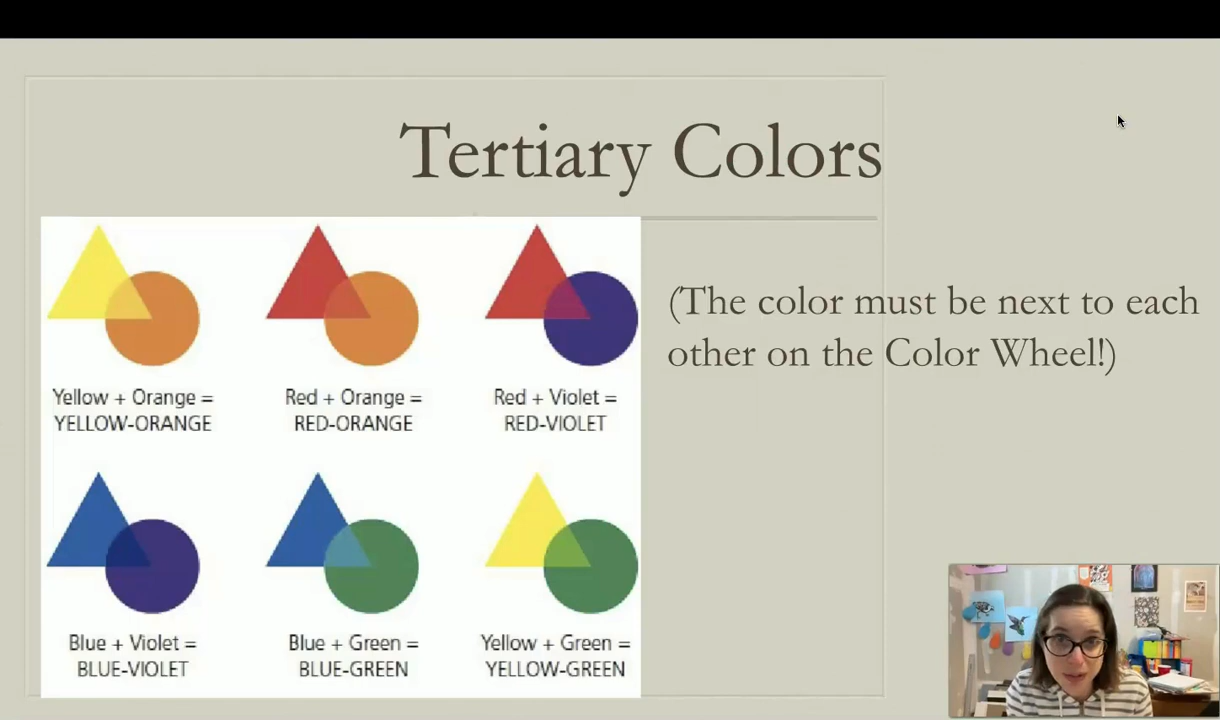 Tertiary Colors
(The color must be next to each
other on the Color Wheel!)
Yellow + Orange =
YELLOW-ORANGE
Red + Orange =
RED-ORANGE
Red + Violet =
RED-VIOLET
Blue + Violet =
BLUE-VIOLET
Blue + Green =
BLUE-GREEN
Yellow + Green =
YELLOW-GREEN